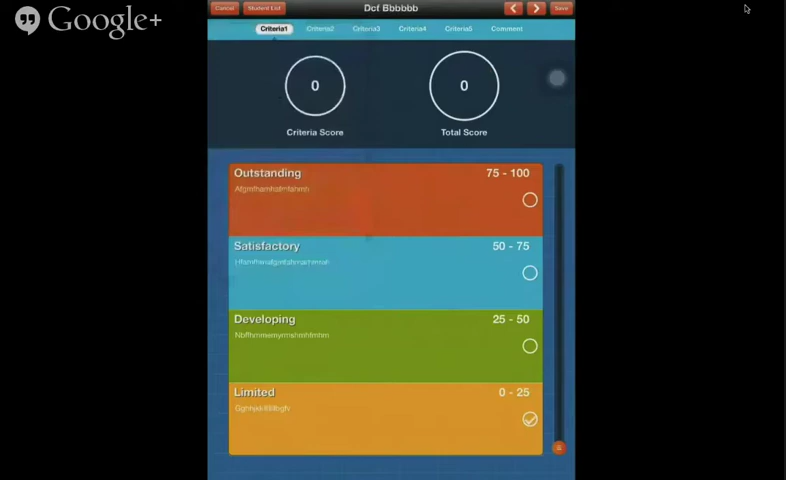 Google+
Cancel Student List Dcf Bbbbbb Save
Criteria1 Criteria2 Criteria3 Criteria4 Criteria5 Comment
0 0
Criteria Score Total Score
Outstanding 75 - 100
Satisfactory 50 - 75
Developing 25 - 50
Limited 0 - 25